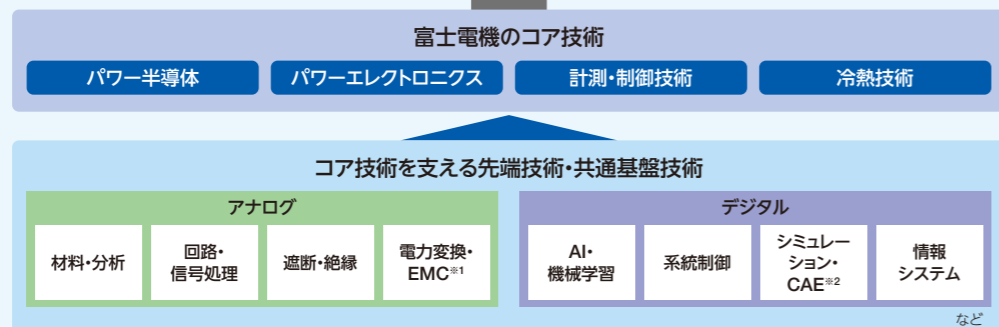 富士電機のコア技術
パワー半導体
パワーエレクトロニクス
計測・制御技術
冷熱技術
コア技術を支える先端技術・共通基盤技術
アナログ
デジタル
材料・分析
回路・
信号処理
遮断・絶縁
電力変換・
EMC※1
AI・
機械学習
系統制御
シミュレー
ション・
CAE※2
情報
システム
など